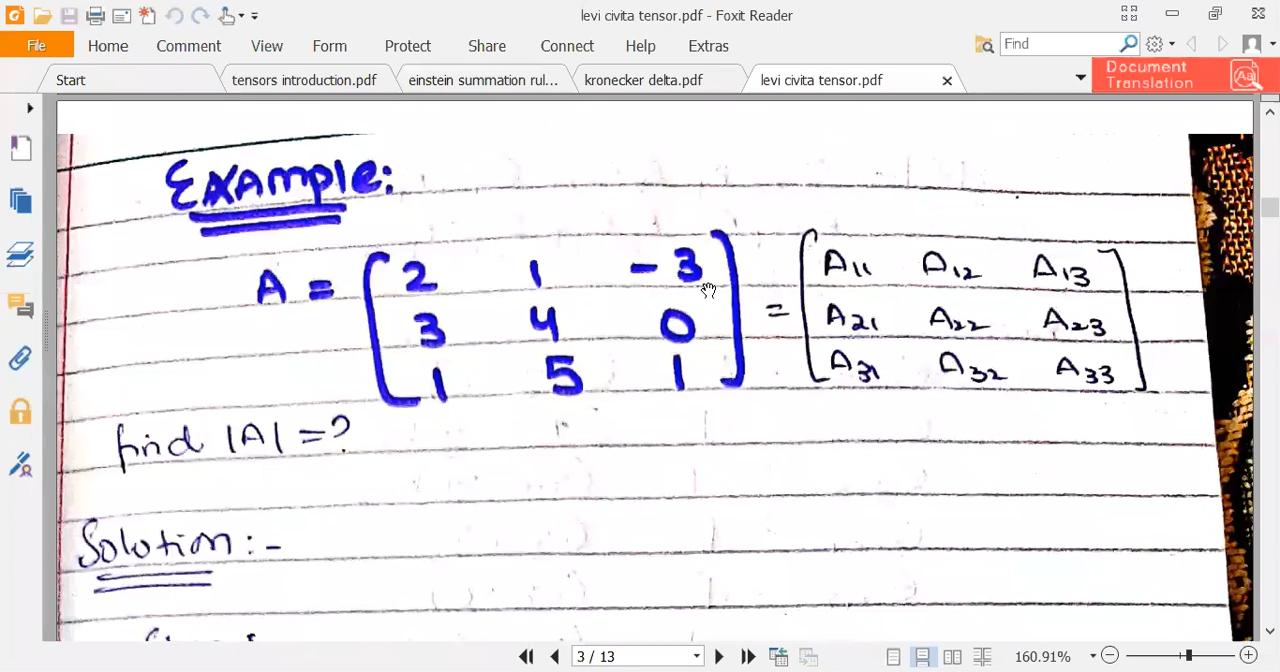 levi civita tensor.pdf - Foxit Reader
File Home Comment View Form Protect Share Connect Help Extras Find
Start tensors introduction.pdf einstein summation rul... kronecker delta.pdf levi civita tensor.pdf Document Translation
Example:
A = [ 2 1 -3 ] = [ A11 A12 A13 ]
3 4 0 A21 A22 A23
1 5 1 A31 A32 A33
find |A| = ?
Solution:-
3 / 13 160.91%